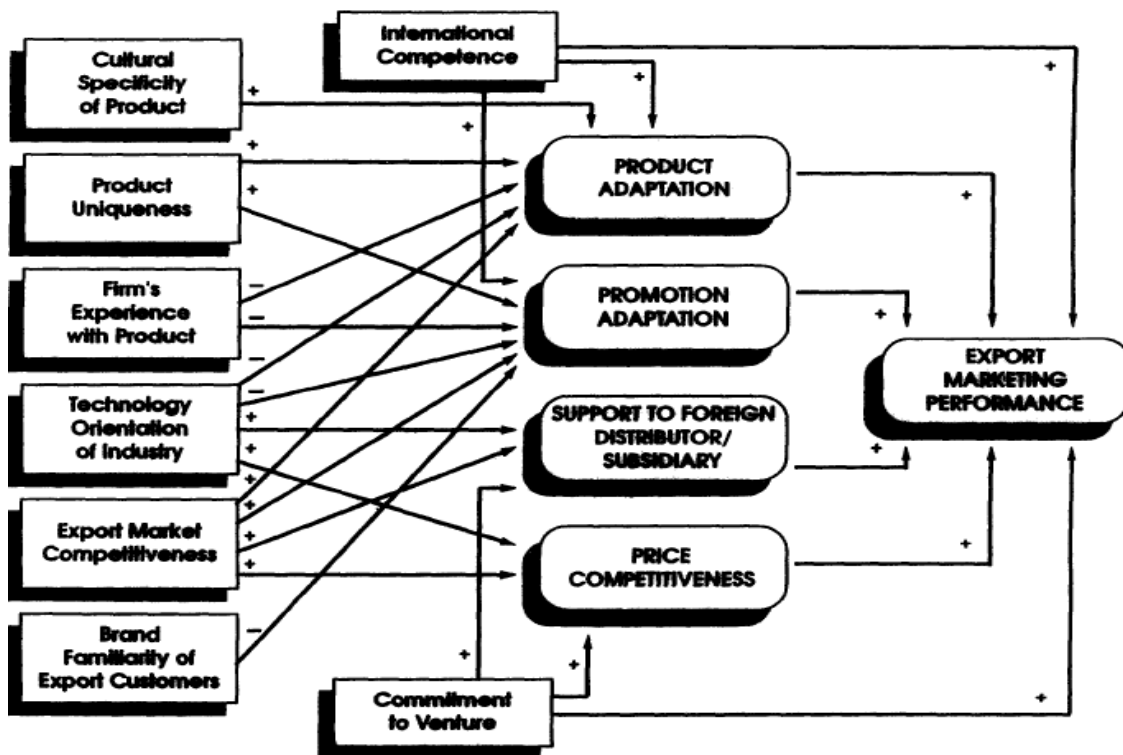 International
Competence
Cultural
Specificity
of Product
+
+
+
+
+
+
Product
Uniqueness
+
PRODUCT
ADAPTATION
+
Firm's
Experience
with Product
−
−
−
PROMOTION
ADAPTATION
+
EXPORT
MARKETING
PERFORMANCE
Technology
Orientation
of Industry
−
+
+
+
SUPPORT TO FOREIGN
DISTRIBUTOR/
SUBSIDIARY
+
Export Market
Competitiveness
+
+
+
PRICE
COMPETITIVENESS
+
Brand
Familiarity of
Export Customers
−
+
+
Commitment
to Venture
+